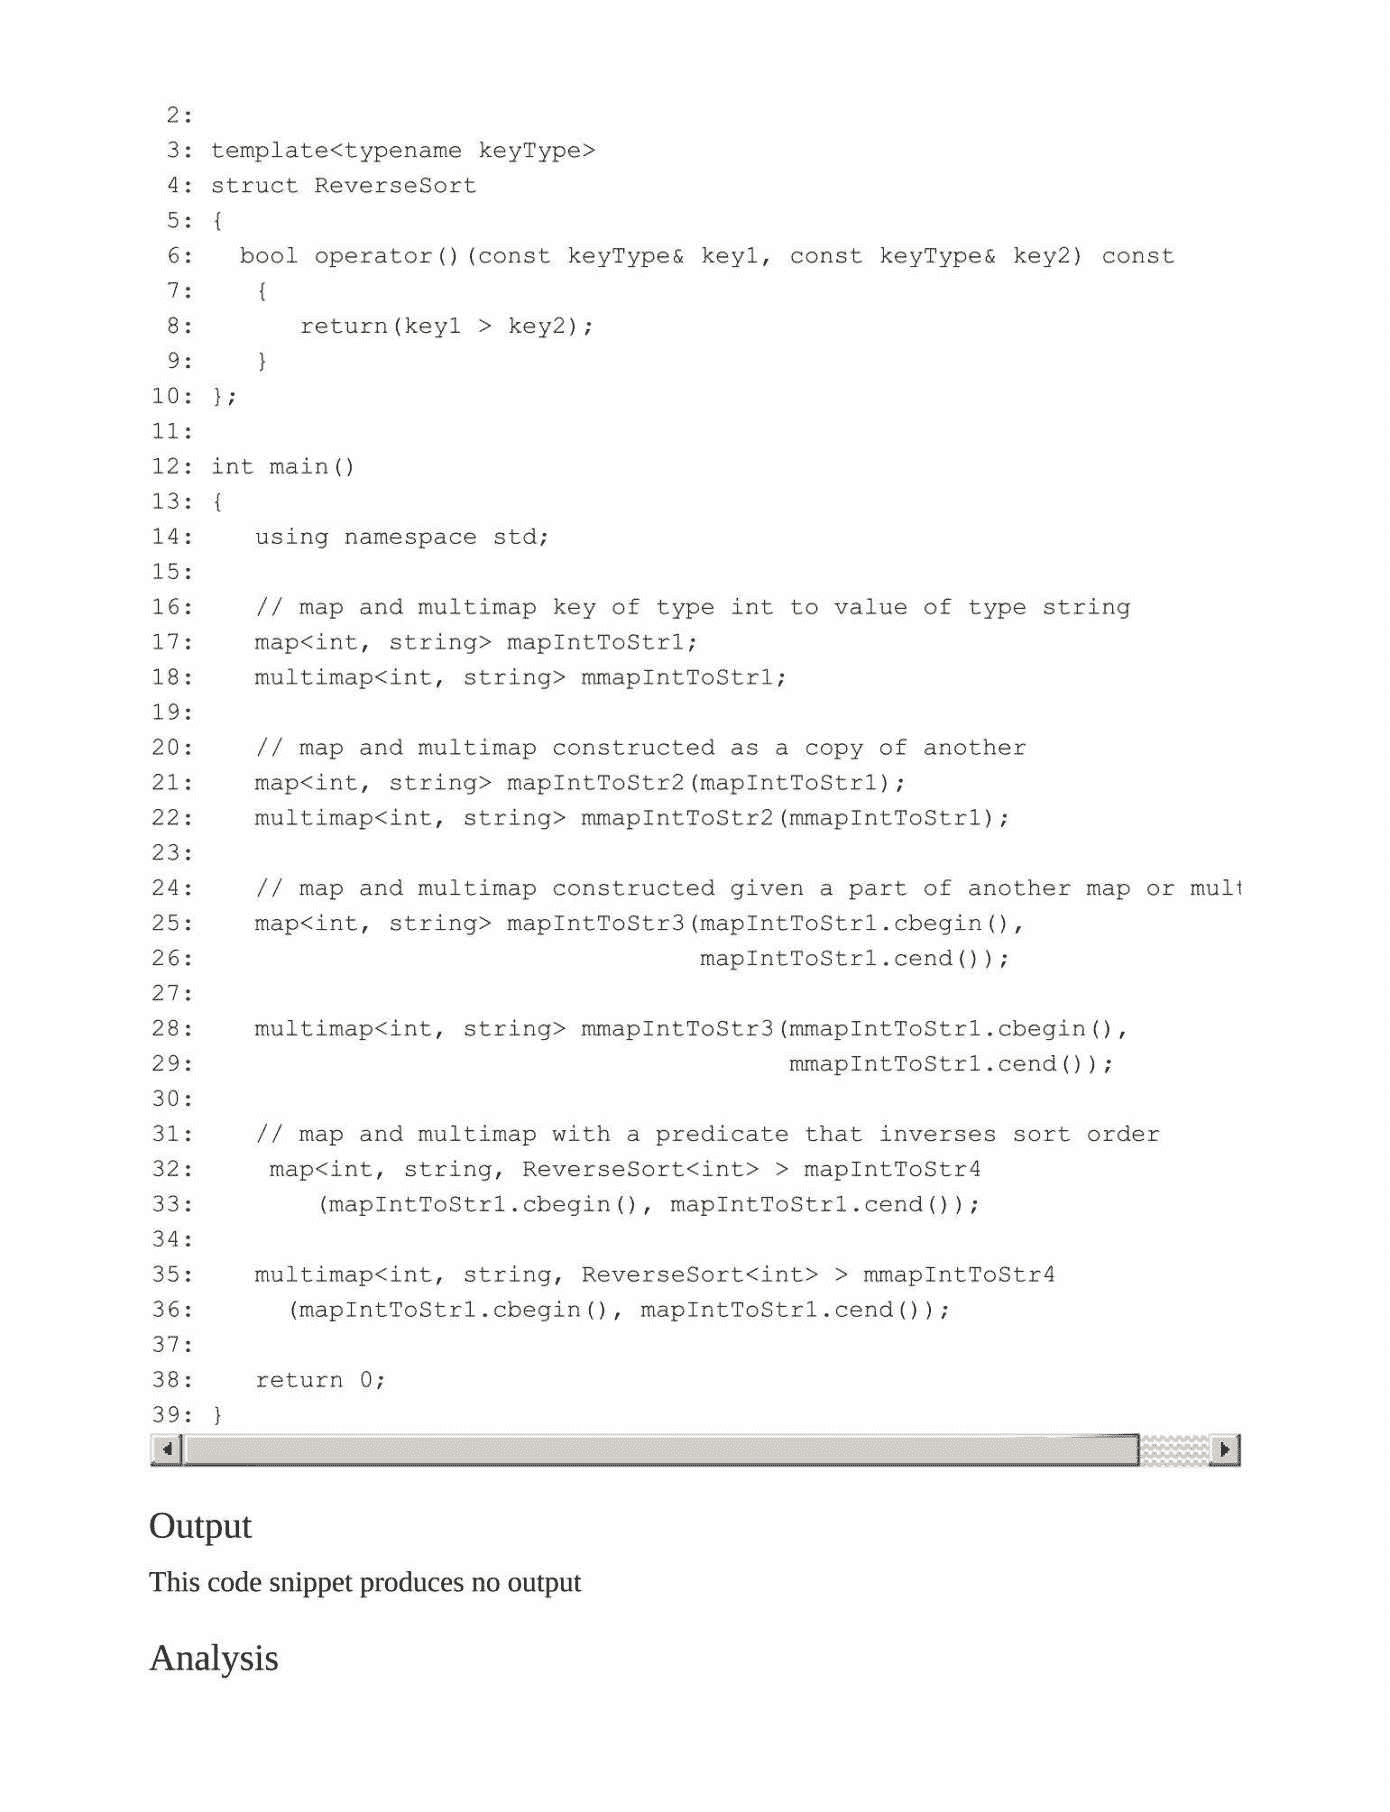 2:
3: template<typename keyType>
4: struct ReverseSort
5: {
6:   bool operator()(const keyType& key1, const keyType& key2) const
7:    {
8:       return(key1 > key2);
9:    }
10: };
11:
12: int main()
13: {
14:    using namespace std;
15:
16:    // map and multimap key of type int to value of type string
17:    map<int, string> mapIntToStr1;
18:    multimap<int, string> mmapIntToStr1;
19:
20:    // map and multimap constructed as a copy of another
21:    map<int, string> mapIntToStr2(mapIntToStr1);
22:    multimap<int, string> mmapIntToStr2(mmapIntToStr1);
23:
24:    // map and multimap constructed given a part of another map or mult
25:    map<int, string> mapIntToStr3(mapIntToStr1.cbegin(),
26:                                  mapIntToStr1.cend());
27:
28:    multimap<int, string> mmapIntToStr3(mmapIntToStr1.cbegin(),
29:                                        mmapIntToStr1.cend());
30:
31:    // map and multimap with a predicate that inverses sort order
32:     map<int, string, ReverseSort<int> > mapIntToStr4
33:        (mapIntToStr1.cbegin(), mapIntToStr1.cend());
34:
35:    multimap<int, string, ReverseSort<int> > mmapIntToStr4
36:      (mapIntToStr1.cbegin(), mapIntToStr1.cend());
37:
38:    return 0;
39: }
Output
This code snippet produces no output
Analysis